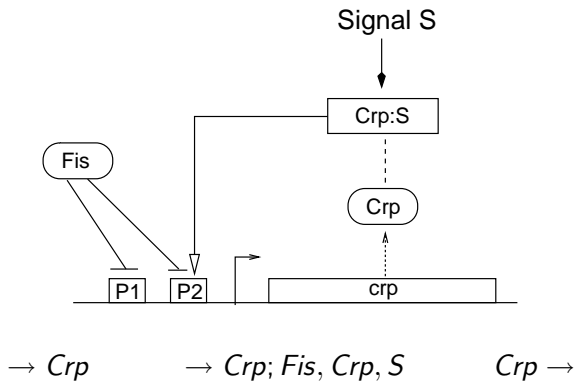 Signal S
Crp:S
Fis
Crp
P1 P2 crp
→ Crp → Crp; Fis, Crp, S Crp →